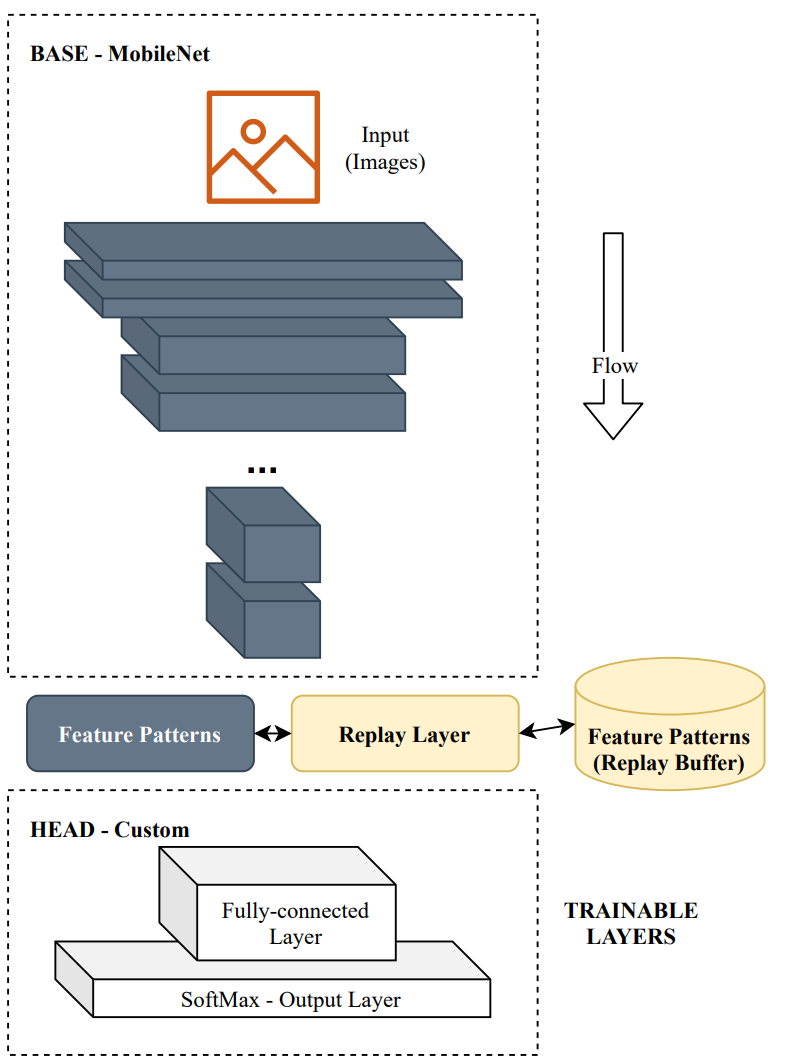 BASE - MobileNet
Input
(Images)
Flow
...
Feature Patterns
Replay Layer
Feature Patterns
(Replay Buffer)
HEAD - Custom
Fully-connected
Layer
TRAINABLE
LAYERS
SoftMax - Output Layer